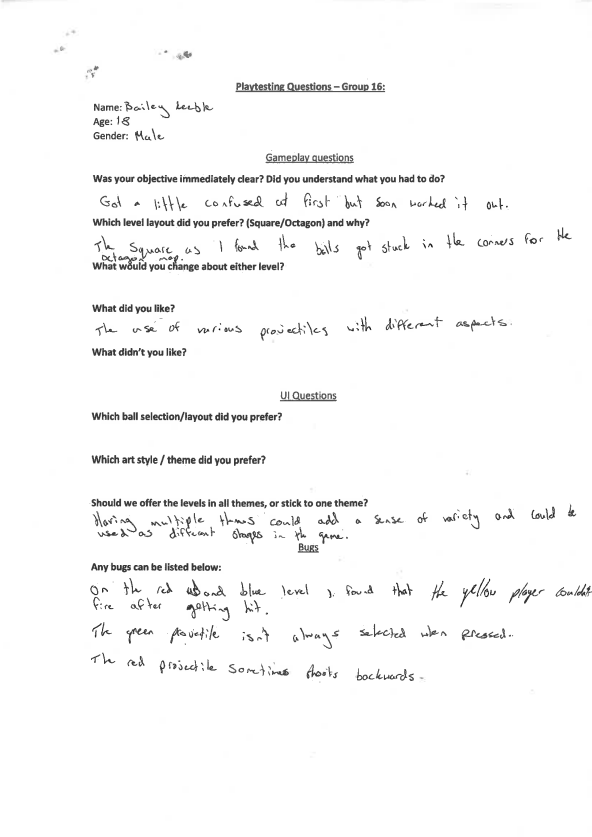 Playtesting Questions – Group 16:
Name: Bailey
Age: 18
Gender: Male
Gameplay questions
Was your objective immediately clear? Did you understand what you had to do?
Got a little confused at first but soon worked it out.
Which level layout did you prefer? (Square/Octagon) and why?
The Square as I found the balls got stuck in the corners for the
octagon map.
What would you change about either level?
What did you like?
The use of various projectiles with different aspects.
What didn't you like?
UI Questions
Which ball selection/layout did you prefer?
Which art style / theme did you prefer?
Should we offer the levels in all themes, or stick to one theme?
Having multiple themes could add a sense of variety and could be
used as different stages in the game.
Bugs
Any bugs can be listed below:
On the red and blue level I found that the yellow player couldn't
fire after getting hit.
The green projectile isn't always selected when pressed.
The red projectile sometimes shoots backwards.